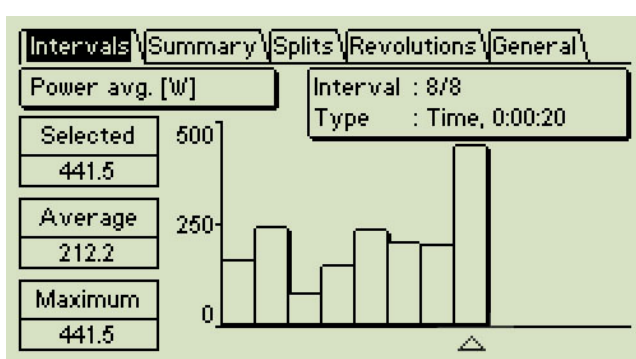 Intervals Summary Splits Revolutions General
Power avg. [W]
Interval : 8/8
Type : Time, 0:00:20
Selected
441.5
Average
212.2
Maximum
441.5
500
250
0